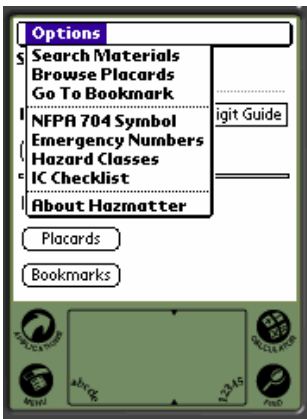 Options
Search Materials
Browse Placards
Go To Bookmark
NFPA 704 Symbol
igit Guide
Emergency Numbers
Hazard Classes
IC Checklist
About Hazmatter
Placards
Bookmarks
APPLICATIONS
CALCULATOR
MENU
abcde
12345
FIND